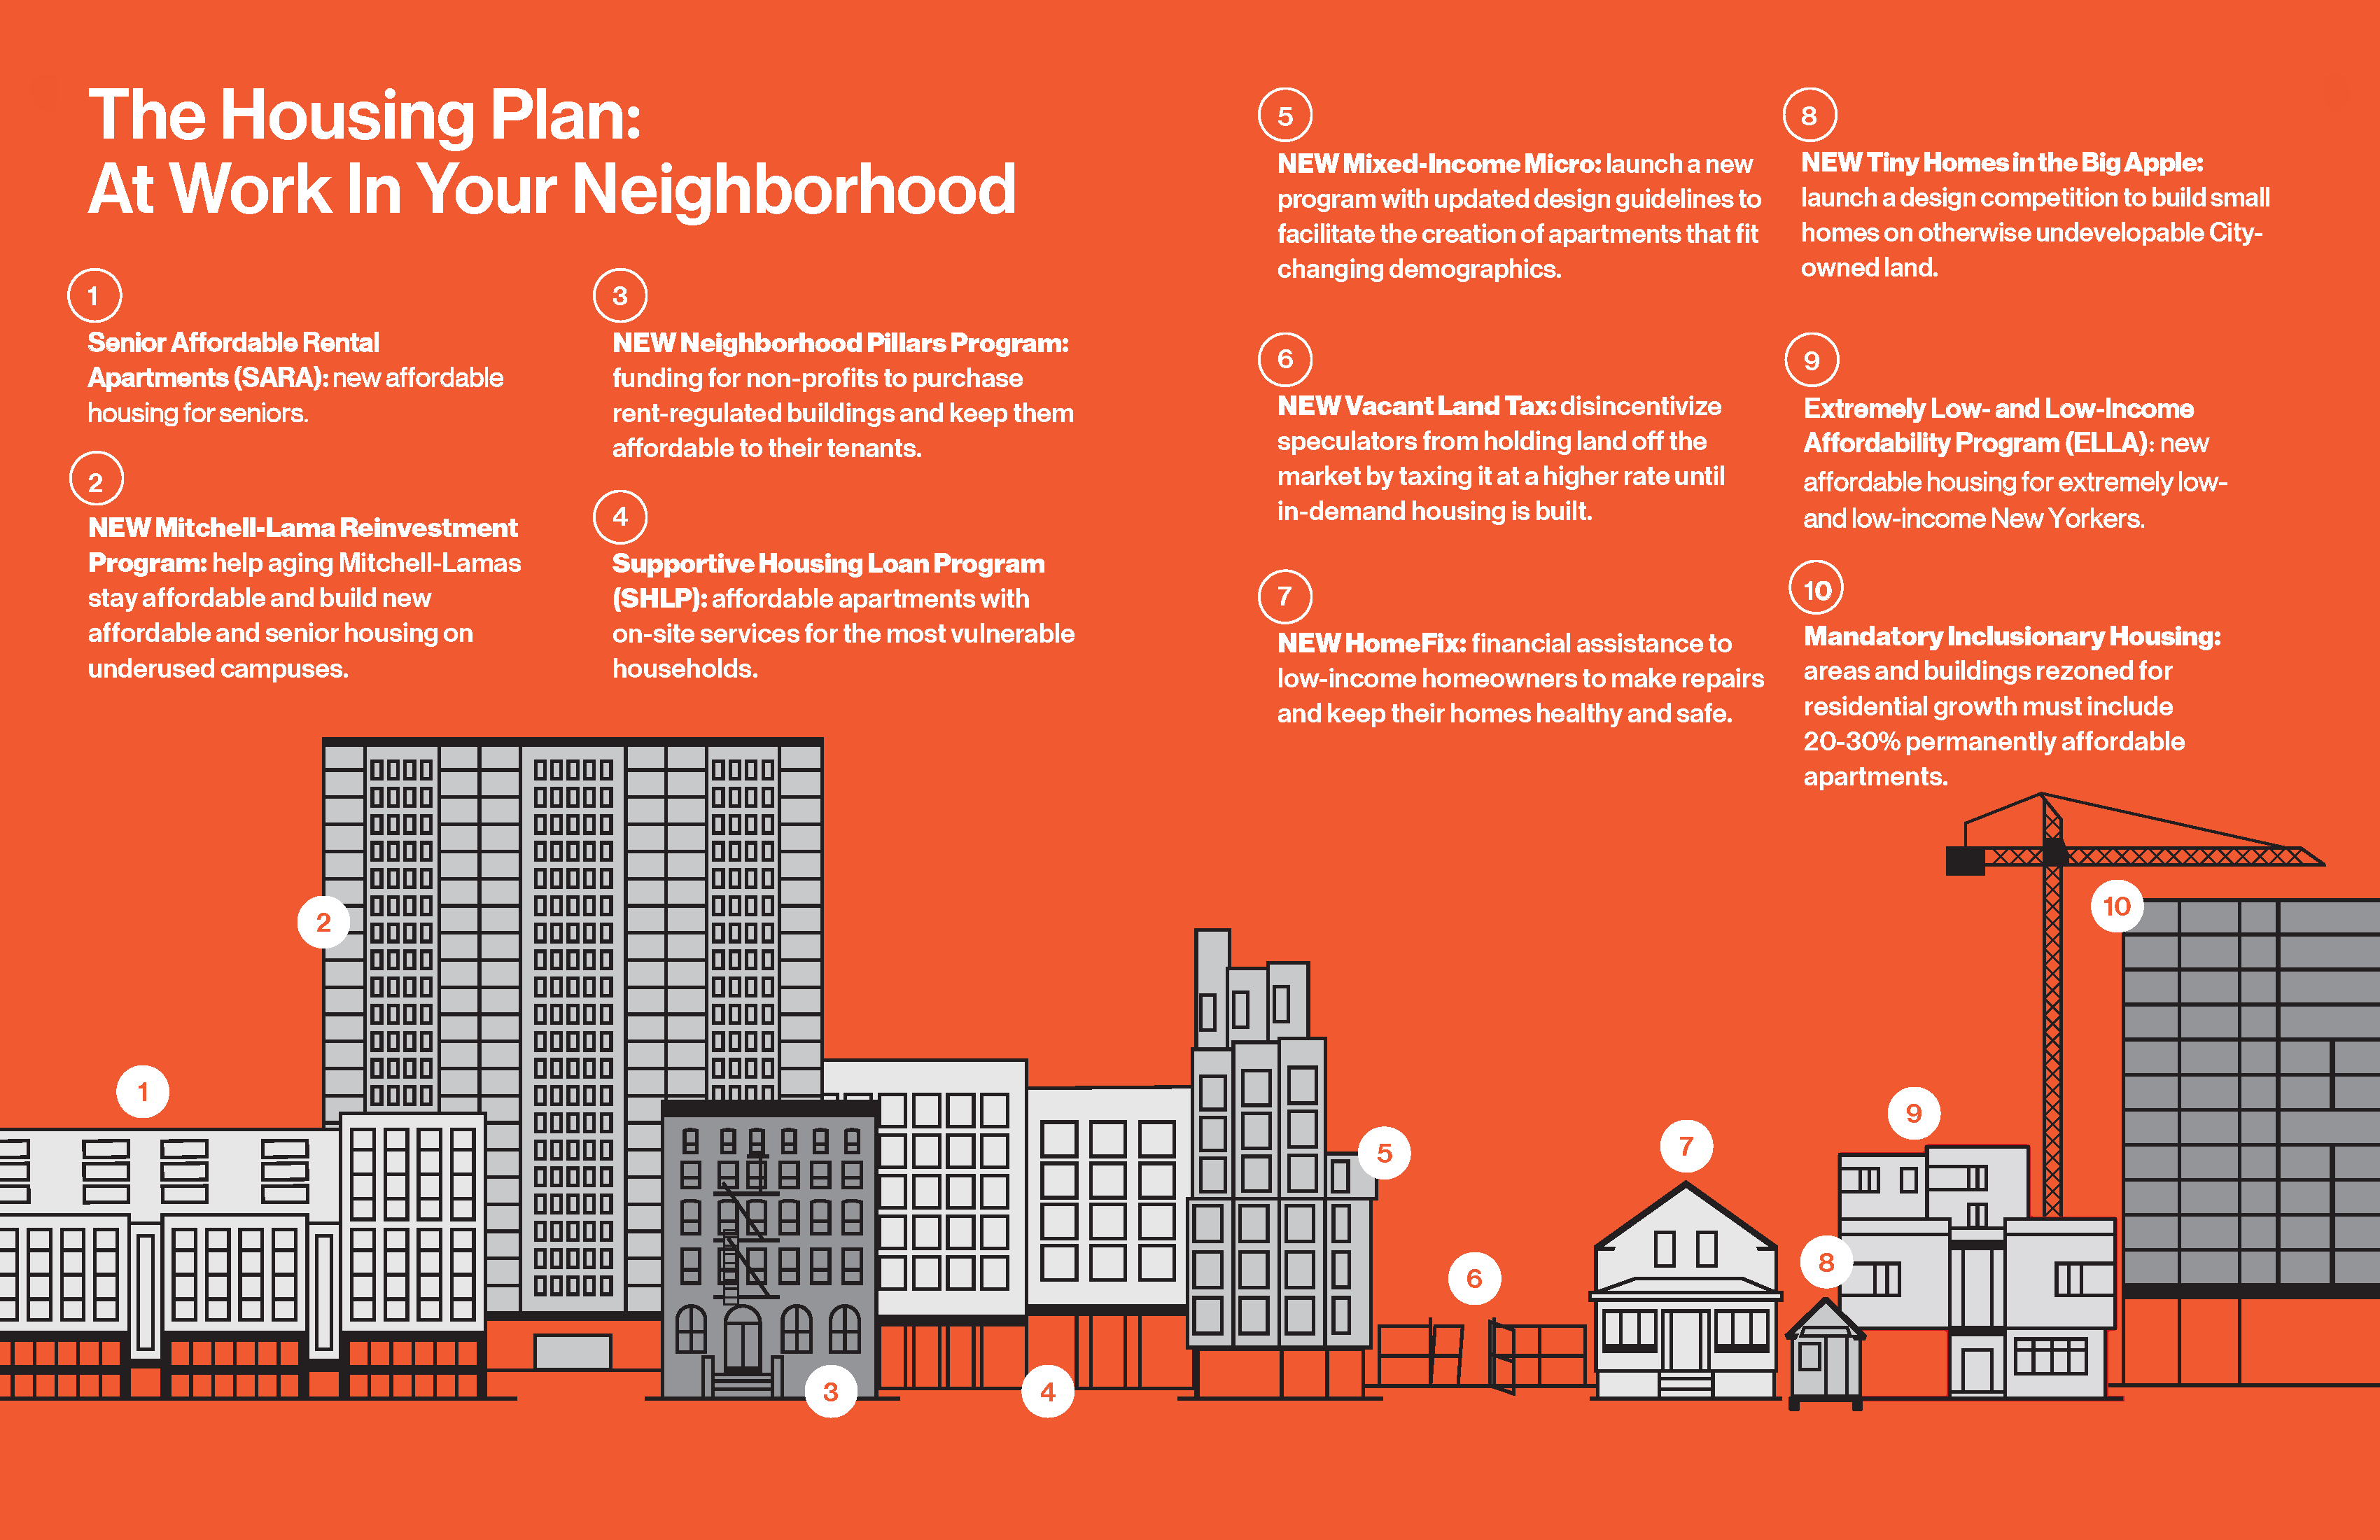 The Housing Plan:
At Work In Your Neighborhood
1
Senior Affordable Rental
Apartments (SARA): new affordable
housing for seniors.
2
NEW Mitchell-Lama Reinvestment
Program: help aging Mitchell-Lamas
stay affordable and build new
affordable and senior housing on
underused campuses.
3
NEW Neighborhood Pillars Program:
funding for non-profits to purchase
rent-regulated buildings and keep them
affordable to their tenants.
4
Supportive Housing Loan Program
(SHLP): affordable apartments with
on-site services for the most vulnerable
households.
5
NEW Mixed-Income Micro: launch a new
program with updated design guidelines to
facilitate the creation of apartments that fit
changing demographics.
6
NEW Vacant Land Tax: disincentivize
speculators from holding land off the
market by taxing it at a higher rate until
in-demand housing is built.
7
NEW HomeFix: financial assistance to
low-income homeowners to make repairs
and keep their homes healthy and safe.
8
NEW Tiny Homes in the Big Apple:
launch a design competition to build small
homes on otherwise undevelopable City-
owned land.
9
Extremely Low- and Low-Income
Affordability Program (ELLA): new
affordable housing for extremely low-
and low-income New Yorkers.
10
Mandatory Inclusionary Housing:
areas and buildings rezoned for
residential growth must include
20-30% permanently affordable
apartments.
1
2
3
4
5
6
7
8
9
10